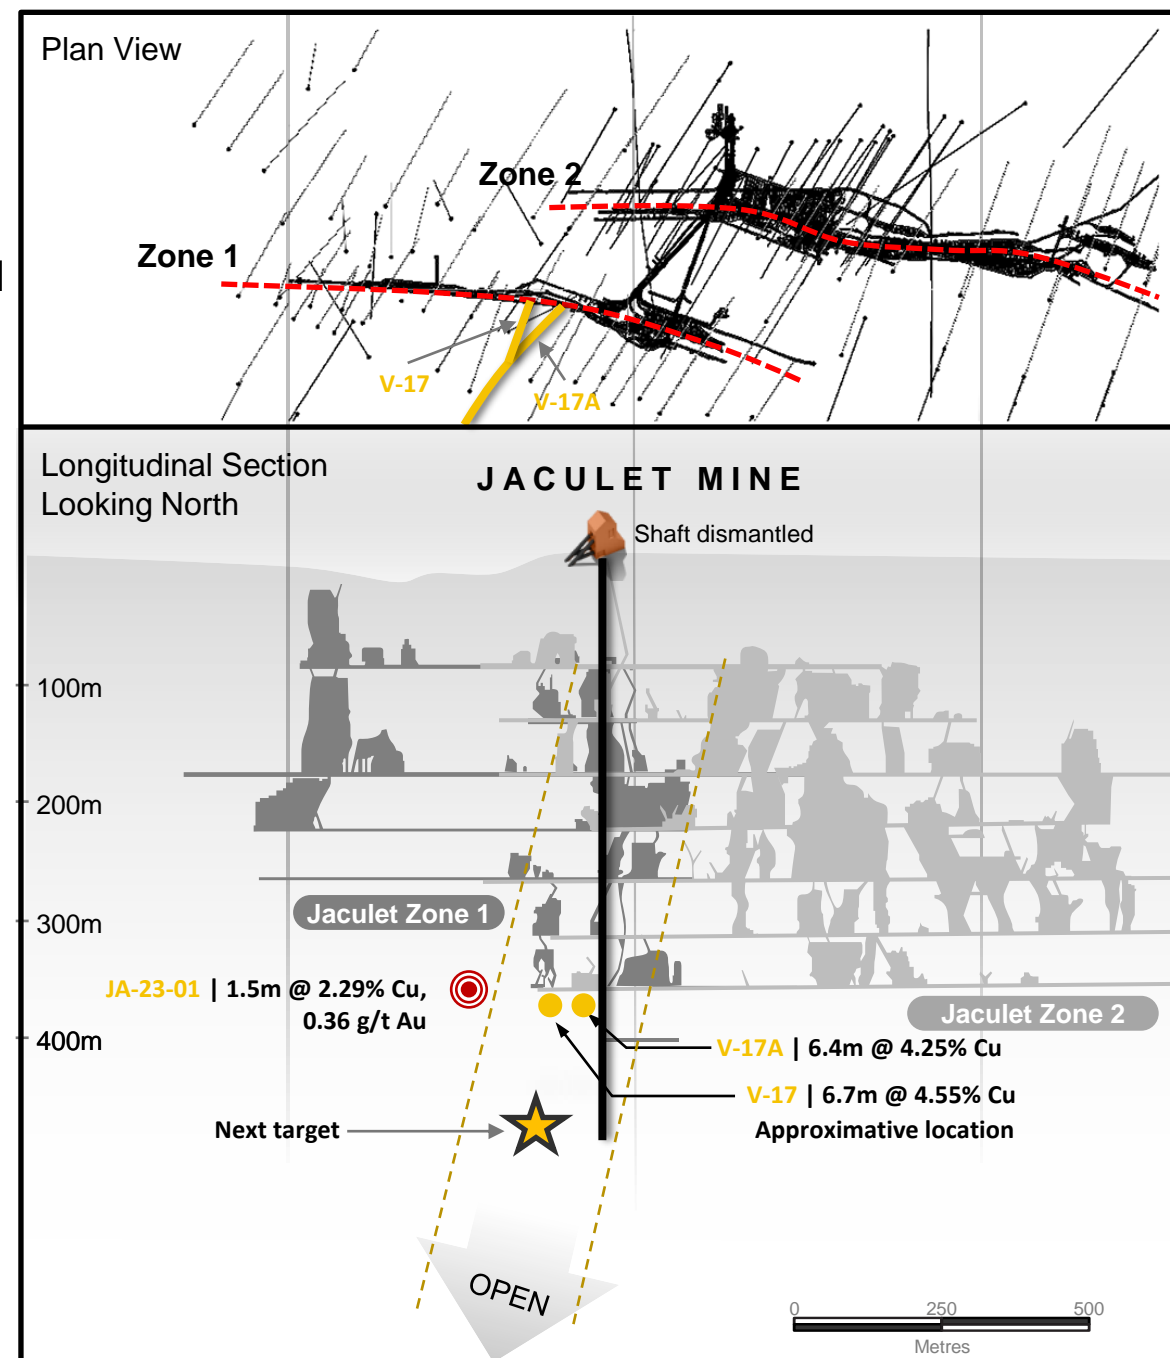 Plan View
Zone 2
Zone 1
V-17
V-17A
Longitudinal Section
Looking North
JACULET MINE
Shaft dismantled
100m
200m
300m
400m
Jaculet Zone 1
JA-23-01 | 1.5m @ 2.29% Cu,
0.36 g/t Au
Jaculet Zone 2
V-17A | 6.4m @ 4.25% Cu
V-17 | 6.7m @ 4.55% Cu
Approximative location
Next target
OPEN
0 250 500
Metres